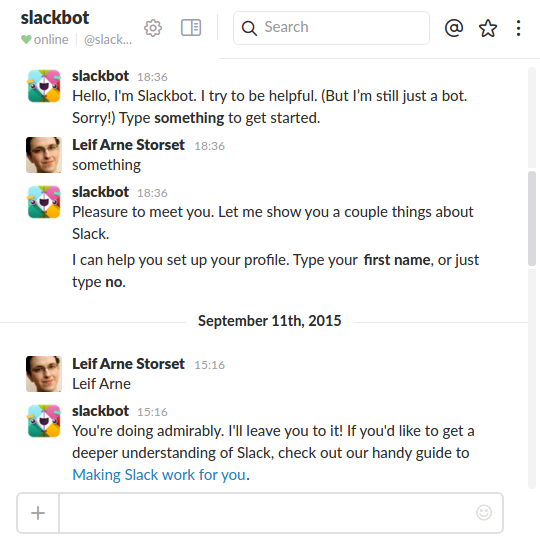 slackbot
online @slack...
Search
slackbot 18:36
Hello, I'm Slackbot. I try to be helpful. (But I'm still just a bot.
Sorry!) Type something to get started.
Leif Arne Storset 18:36
something
slackbot 18:36
Pleasure to meet you. Let me show you a couple things about
Slack.
I can help you set up your profile. Type your first name, or just
type no.
September 11th, 2015
Leif Arne Storset 15:16
Leif Arne
slackbot 15:16
You're doing admirably. I'll leave you to it! If you'd like to get a
deeper understanding of Slack, check out our handy guide to
Making Slack work for you.